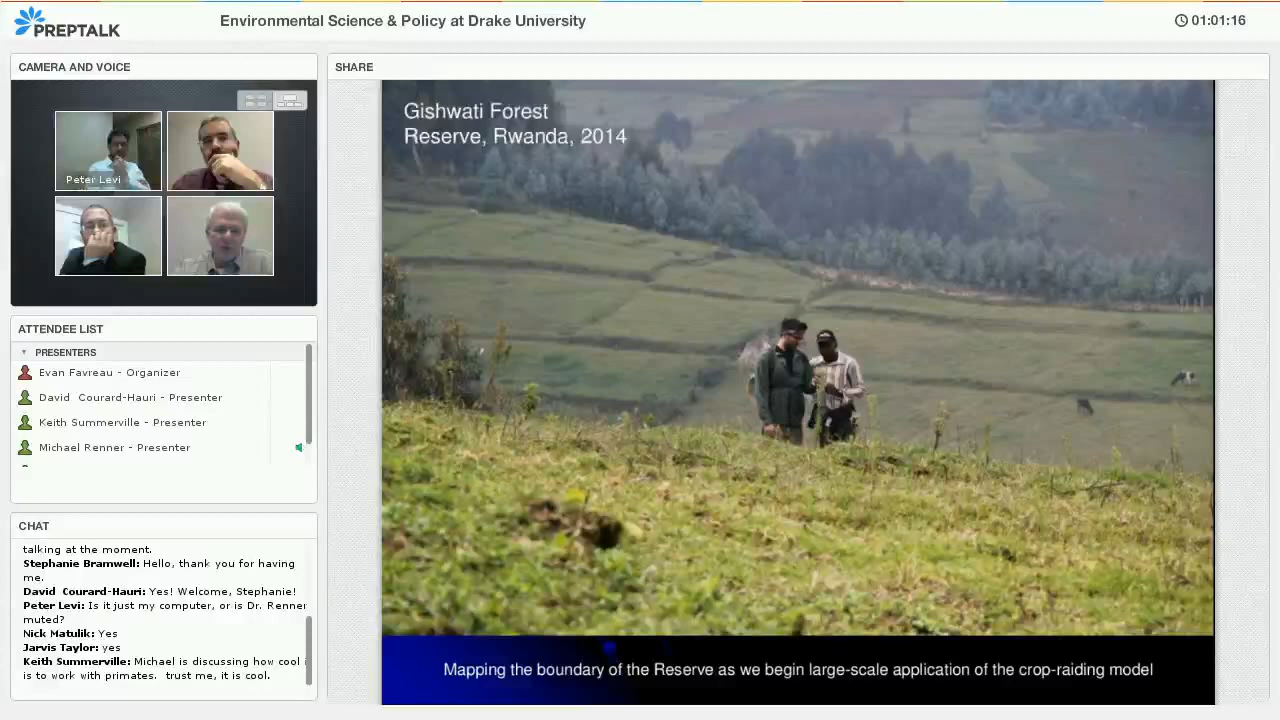 PREPTALK
Environmental Science & Policy at Drake University
01:01:16
CAMERA AND VOICE
Peter Levi
ATTENDEE LIST
PRESENTERS
Evan Favreau - Organizer
David Courard-Hauri - Presenter
Keith Summerville - Presenter
Michael Renner - Presenter
CHAT
talking at the moment.
Stephanie Bramwell: Hello, thank you for having
me.
David Courard-Hauri: Yes! Welcome, Stephanie!
Peter Levi: Is it just my computer, or is Dr. Renner
muted?
Nick Matulik: Yes
Jarvis Taylor: yes
Keith Summerville: Michael is discussing how cool i
is to work with primates. trust me, it is cool.
SHARE
Gishwati Forest
Reserve, Rwanda, 2014
Mapping the boundary of the Reserve as we begin large-scale application of the crop-raiding model